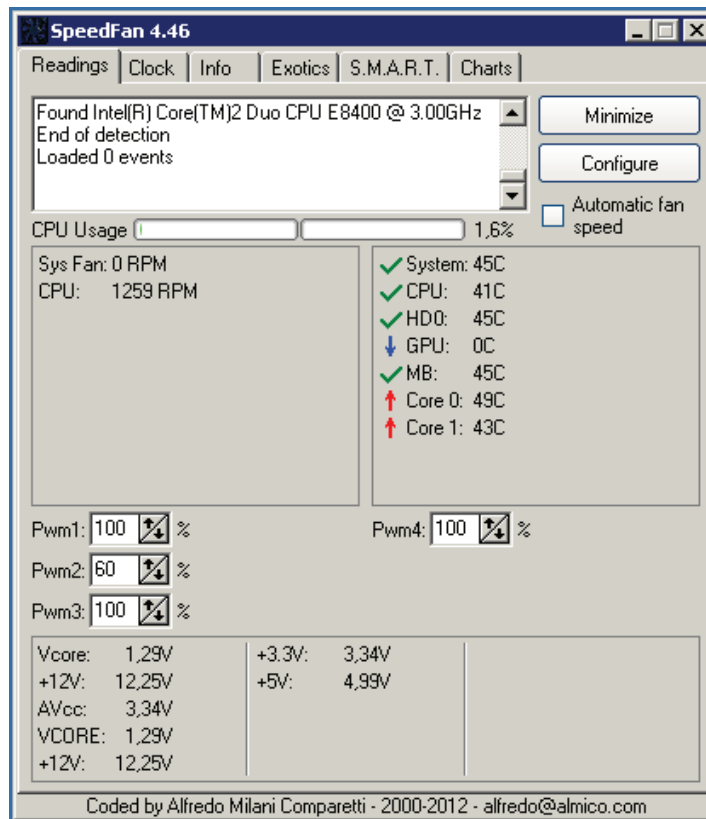 SpeedFan 4.46
Readings Clock Info Exotics S.M.A.R.T. Charts
Found Intel(R) Core(TM)2 Duo CPU E8400 @ 3.00GHz
End of detection
Loaded 0 events
Minimize
Configure
Automatic fan
speed
CPU Usage 1,6%
Sys Fan: 0 RPM
CPU: 1259 RPM
System: 45C
CPU: 41C
HD0: 45C
GPU: 0C
MB: 45C
Core 0: 49C
Core 1: 43C
Pwm1: 100 %
Pwm4: 100 %
Pwm2: 60 %
Pwm3: 100 %
Vcore: 1,29V
+12V: 12,25V
AVcc: 3,34V
VCORE: 1,29V
+12V: 12,25V
+3.3V: 3,34V
+5V: 4,99V
Coded by Alfredo Milani Comparetti - 2000-2012 - alfredo@almico.com